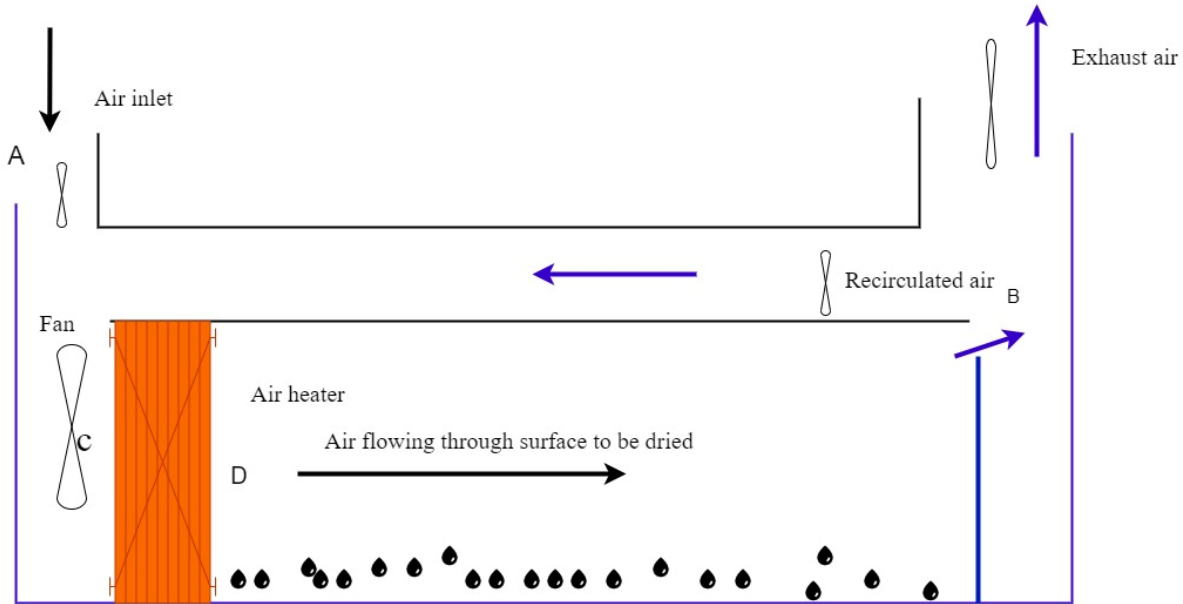 Exhaust air
Air inlet
A
Recirculated air
B
Fan
Air heater
c
Air flowing through surface to be dried
D